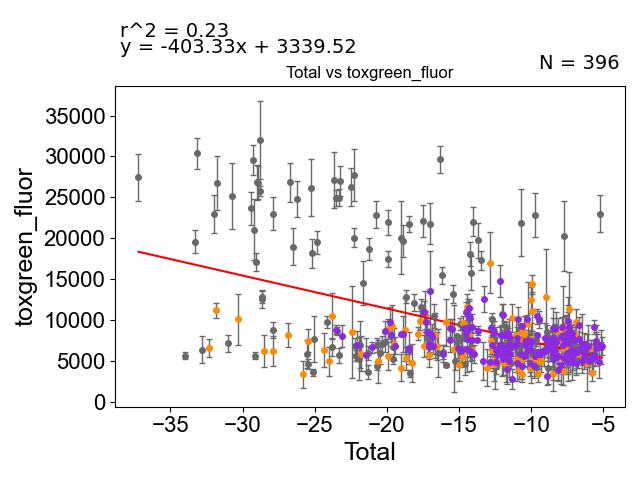 r^2 = 0.23
y = -403.33x + 3339.52
N = 396
Total vs toxgreen_fluor
35000
30000
25000
20000
15000
10000
5000
0
toxgreen_fluor
−35 −30 −25 −20 −15 −10 −5
Total